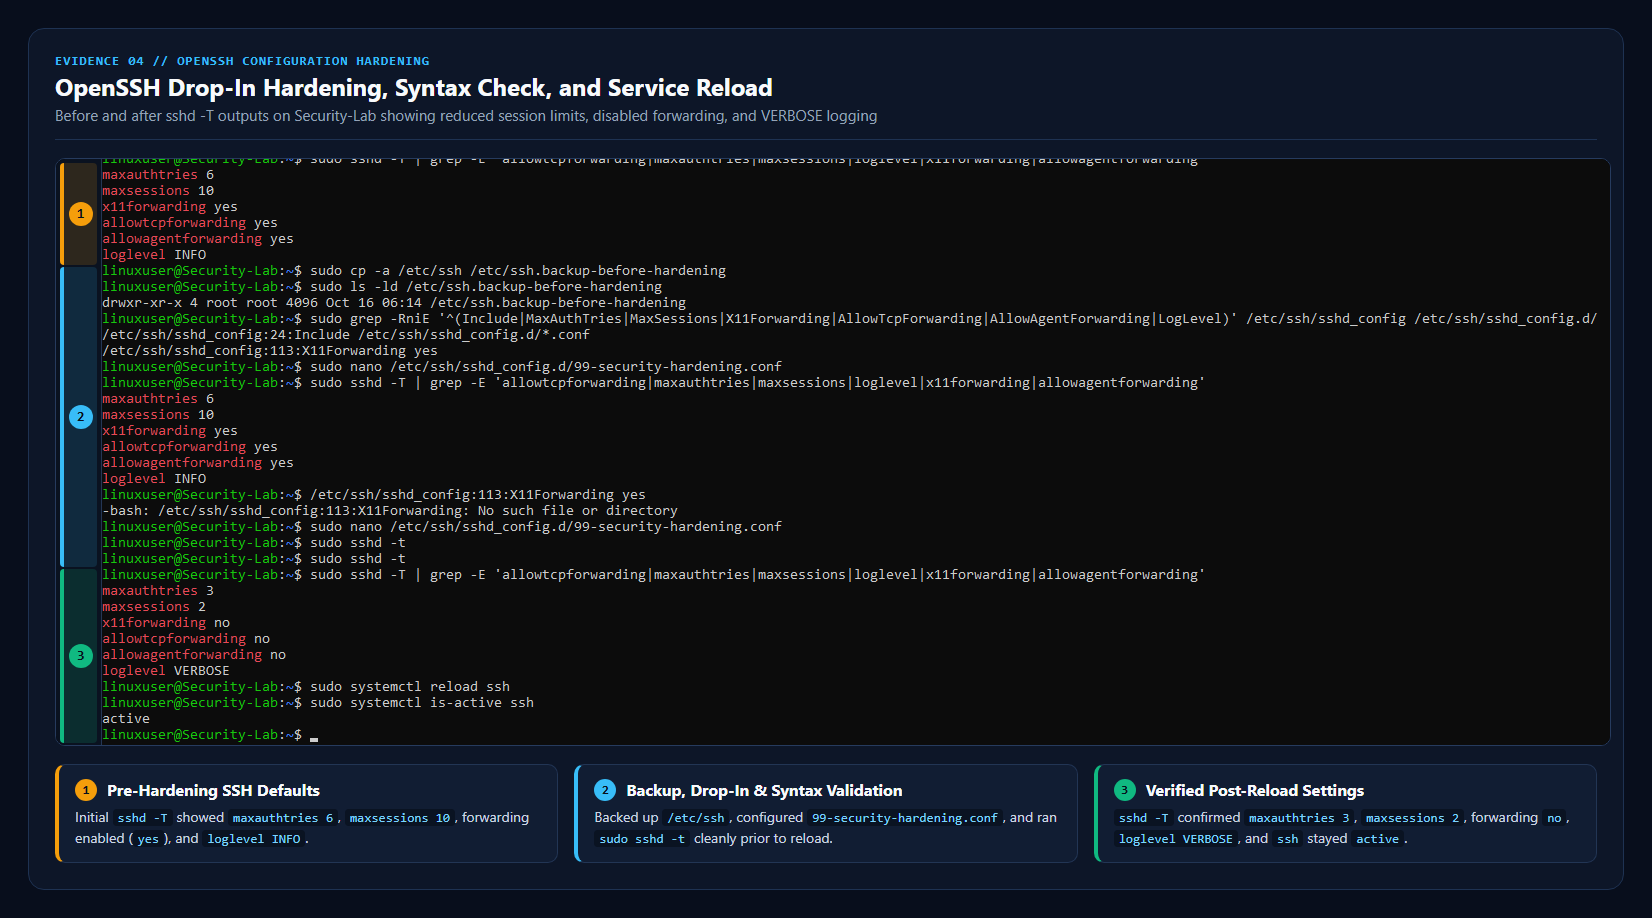 EVIDENCE 04 // OPENSSH CONFIGURATION HARDENING
OpenSSH Drop-In Hardening, Syntax Check, and Service Reload
Before and after sshd -T outputs on Security-Lab showing reduced session limits, disabled forwarding, and VERBOSE logging
linuxuser@Security-Lab:~$ sudo sshd -T | grep -E 'allowtcpforwarding|maxauthtries|maxsessions|loglevel|x11forwarding|allowagentforwarding
maxauthtries 6
maxsessions 10
x11forwarding yes
allowtcpforwarding yes
allowagentforwarding yes
loglevel INFO
linuxuser@Security-Lab:~$ sudo cp -a /etc/ssh /etc/ssh.backup-before-hardening
linuxuser@Security-Lab:~$ sudo ls -ld /etc/ssh.backup-before-hardening
drwxr-xr-x 4 root root 4096 Oct 16 06:14 /etc/ssh.backup-before-hardening
linuxuser@Security-Lab:~$ sudo grep -RniE '^(Include|MaxAuthTries|MaxSessions|X11Forwarding|AllowTcpForwarding|AllowAgentForwarding|LogLevel)' /etc/ssh/sshd_config /etc/ssh/sshd_config.d/
/etc/ssh/sshd_config:24:Include /etc/ssh/sshd_config.d/*.conf
/etc/ssh/sshd_config:113:X11Forwarding yes
linuxuser@Security-Lab:~$ sudo nano /etc/ssh/sshd_config.d/99-security-hardening.conf
linuxuser@Security-Lab:~$ sudo sshd -T | grep -E 'allowtcpforwarding|maxauthtries|maxsessions|loglevel|x11forwarding|allowagentforwarding'
maxauthtries 6
maxsessions 10
x11forwarding yes
allowtcpforwarding yes
allowagentforwarding yes
loglevel INFO
linuxuser@Security-Lab:~$ /etc/ssh/sshd_config:113:X11Forwarding yes
-bash: /etc/ssh/sshd_config:113:X11Forwarding: No such file or directory
linuxuser@Security-Lab:~$ sudo nano /etc/ssh/sshd_config.d/99-security-hardening.conf
linuxuser@Security-Lab:~$ sudo sshd -t
linuxuser@Security-Lab:~$ sudo sshd -t
linuxuser@Security-Lab:~$ sudo sshd -T | grep -E 'allowtcpforwarding|maxauthtries|maxsessions|loglevel|x11forwarding|allowagentforwarding'
maxauthtries 3
maxsessions 2
x11forwarding no
allowtcpforwarding no
allowagentforwarding no
loglevel VERBOSE
linuxuser@Security-Lab:~$ sudo systemctl reload ssh
linuxuser@Security-Lab:~$ sudo systemctl is-active ssh
active
linuxuser@Security-Lab:~$
1
2
3
1 Pre-Hardening SSH Defaults
Initial sshd -T showed maxauthtries 6, maxsessions 10, forwarding
enabled (yes), and loglevel INFO.
2 Backup, Drop-In & Syntax Validation
Backed up /etc/ssh, configured 99-security-hardening.conf, and ran
sudo sshd -t cleanly prior to reload.
3 Verified Post-Reload Settings
sshd -T confirmed maxauthtries 3, maxsessions 2, forwarding no,
loglevel VERBOSE, and ssh stayed active.